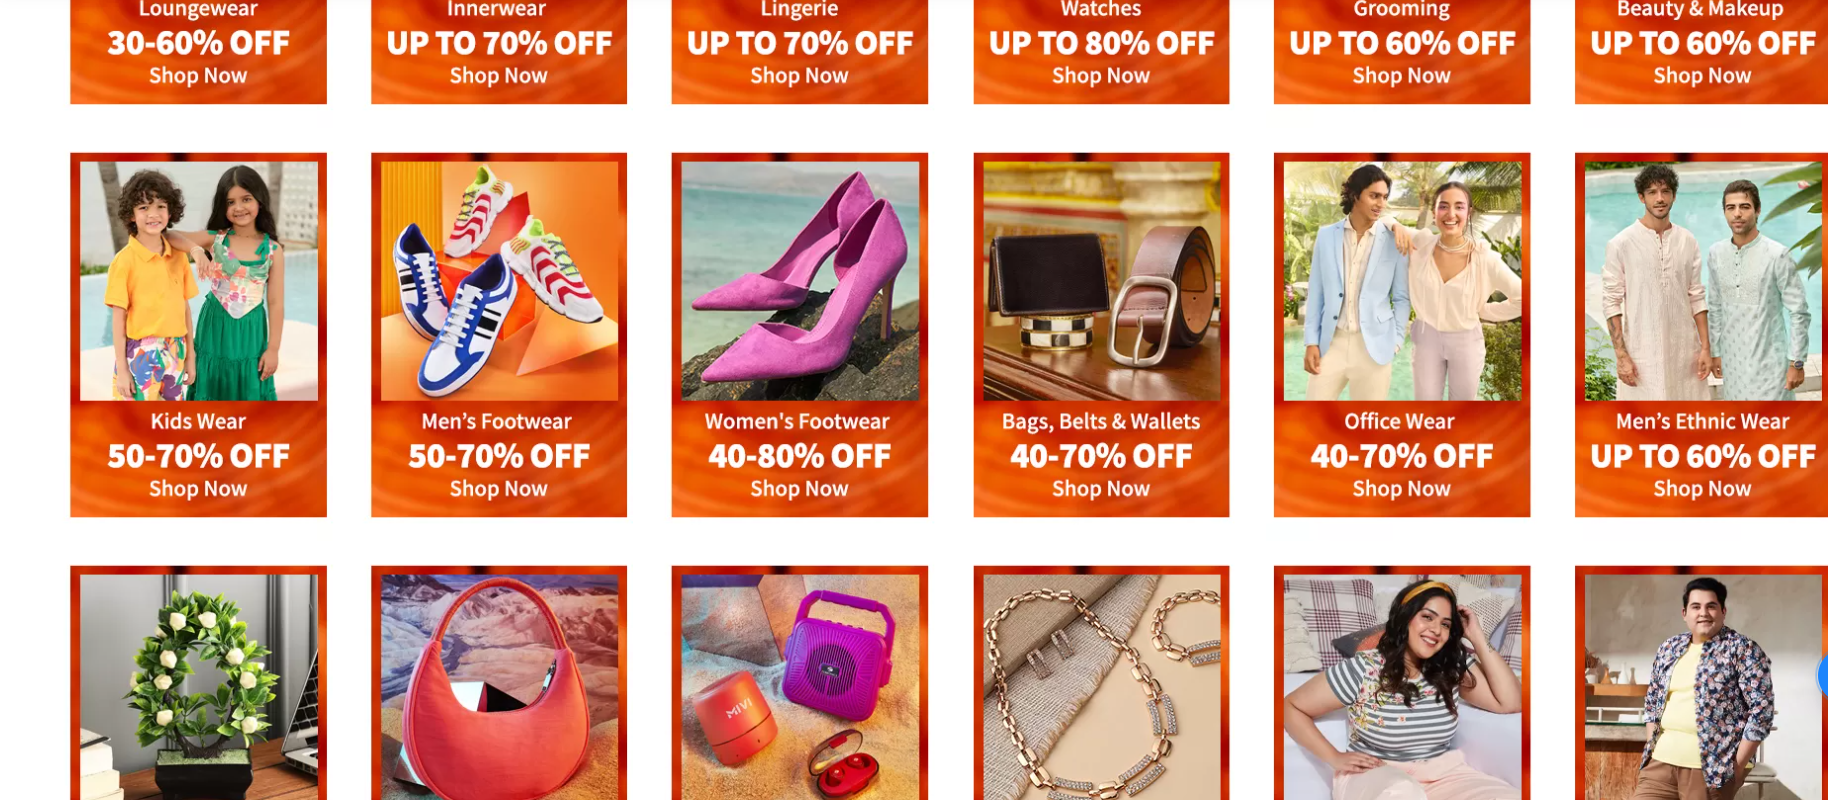 Loungewear
30-60% OFF
Shop Now
Innerwear
UP TO 70% OFF
Shop Now
Lingerie
UP TO 70% OFF
Shop Now
Watches
UP TO 80% OFF
Shop Now
Grooming
UP TO 60% OFF
Shop Now
Beauty & Makeup
UP TO 60% OFF
Shop Now
Kids Wear
50-70% OFF
Shop Now
Men’s Footwear
50-70% OFF
Shop Now
Women's Footwear
40-80% OFF
Shop Now
Bags, Belts & Wallets
40-70% OFF
Shop Now
Office Wear
40-70% OFF
Shop Now
Men’s Ethnic Wear
UP TO 60% OFF
Shop Now
MIVI